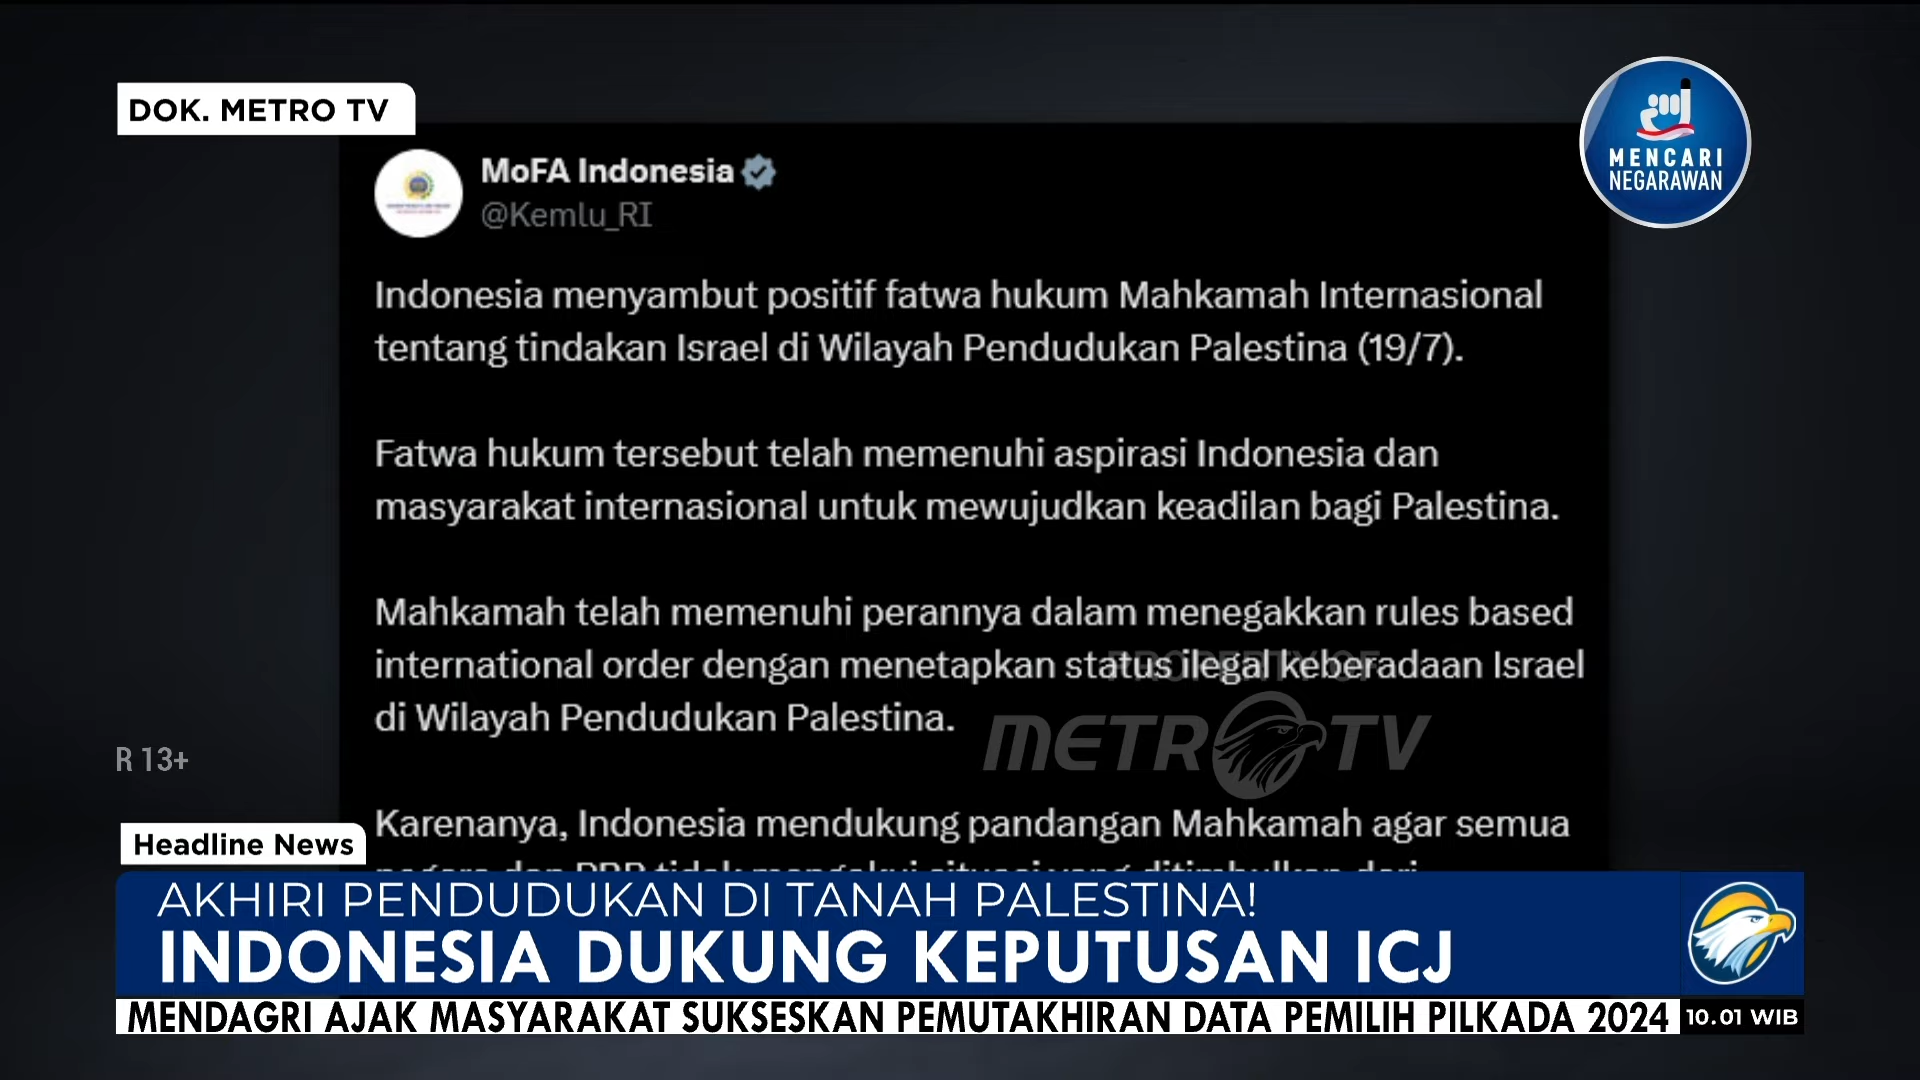 DOK. METRO TV
MENCARI
NEGARAWAN
MoFA Indonesia
@Kemlu_RI
Indonesia menyambut positif fatwa hukum Mahkamah Internasional
tentang tindakan Israel di Wilayah Pendudukan Palestina (19/7).
Fatwa hukum tersebut telah memenuhi aspirasi Indonesia dan
masyarakat internasional untuk mewujudkan keadilan bagi Palestina.
Mahkamah telah memenuhi perannya dalam menegakkan rules based
international order dengan menetapkan status ilegal keberadaan Israel
di Wilayah Pendudukan Palestina.
PROPERTY OF
METRO TV
R 13+
Karenanya, Indonesia mendukung pandangan Mahkamah agar semua
Headline News
AKHIRI PENDUDUKAN DI TANAH PALESTINA!
INDONESIA DUKUNG KEPUTUSAN ICJ
MENDAGRI AJAK MASYARAKAT SUKSESKAN PEMUTAKHIRAN DATA PEMILIH PILKADA 2024
10.01 WIB